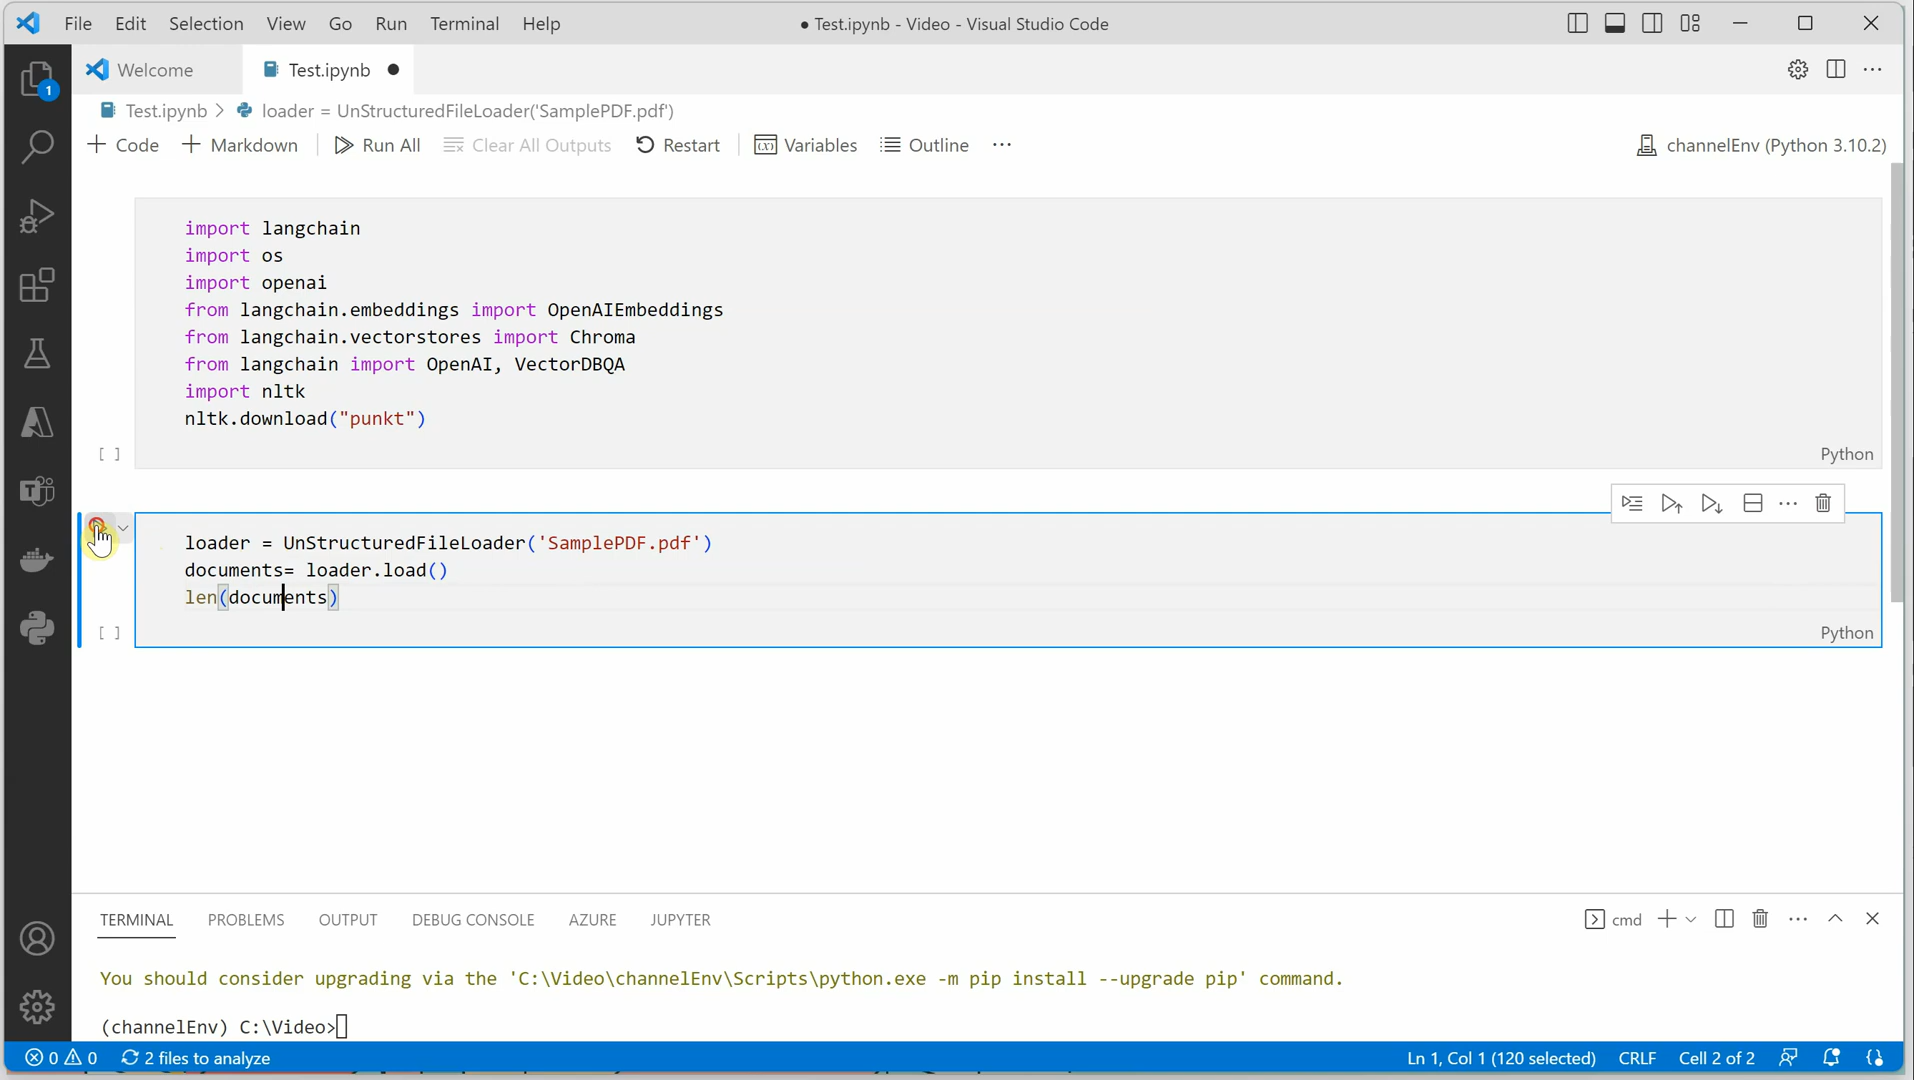 File Edit Selection View Go Run Terminal Help ● Test.ipynb - Video - Visual Studio Code
Welcome Test.ipynb ●
1
Test.ipynb > loader = UnStructuredFileLoader('SamplePDF.pdf')
+ Code + Markdown Run All Clear All Outputs Restart Variables Outline ··· channelEnv (Python 3.10.2)
import langchain
import os
import openai
from langchain.embeddings import OpenAIEmbeddings
from langchain.vectorstores import Chroma
from langchain import OpenAI, VectorDBQA
import nltk
nltk.download("punkt")
[ ] Python
loader = UnStructuredFileLoader('SamplePDF.pdf')
documents= loader.load()
len(documents)
[ ] Python
TERMINAL PROBLEMS OUTPUT DEBUG CONSOLE AZURE JUPYTER cmd
You should consider upgrading via the 'C:\Video\channelEnv\Scripts\python.exe -m pip install --upgrade pip' command.
(channelEnv) C:\Video>
0 0 2 files to analyze Ln 1, Col 1 (120 selected) CRLF Cell 2 of 2